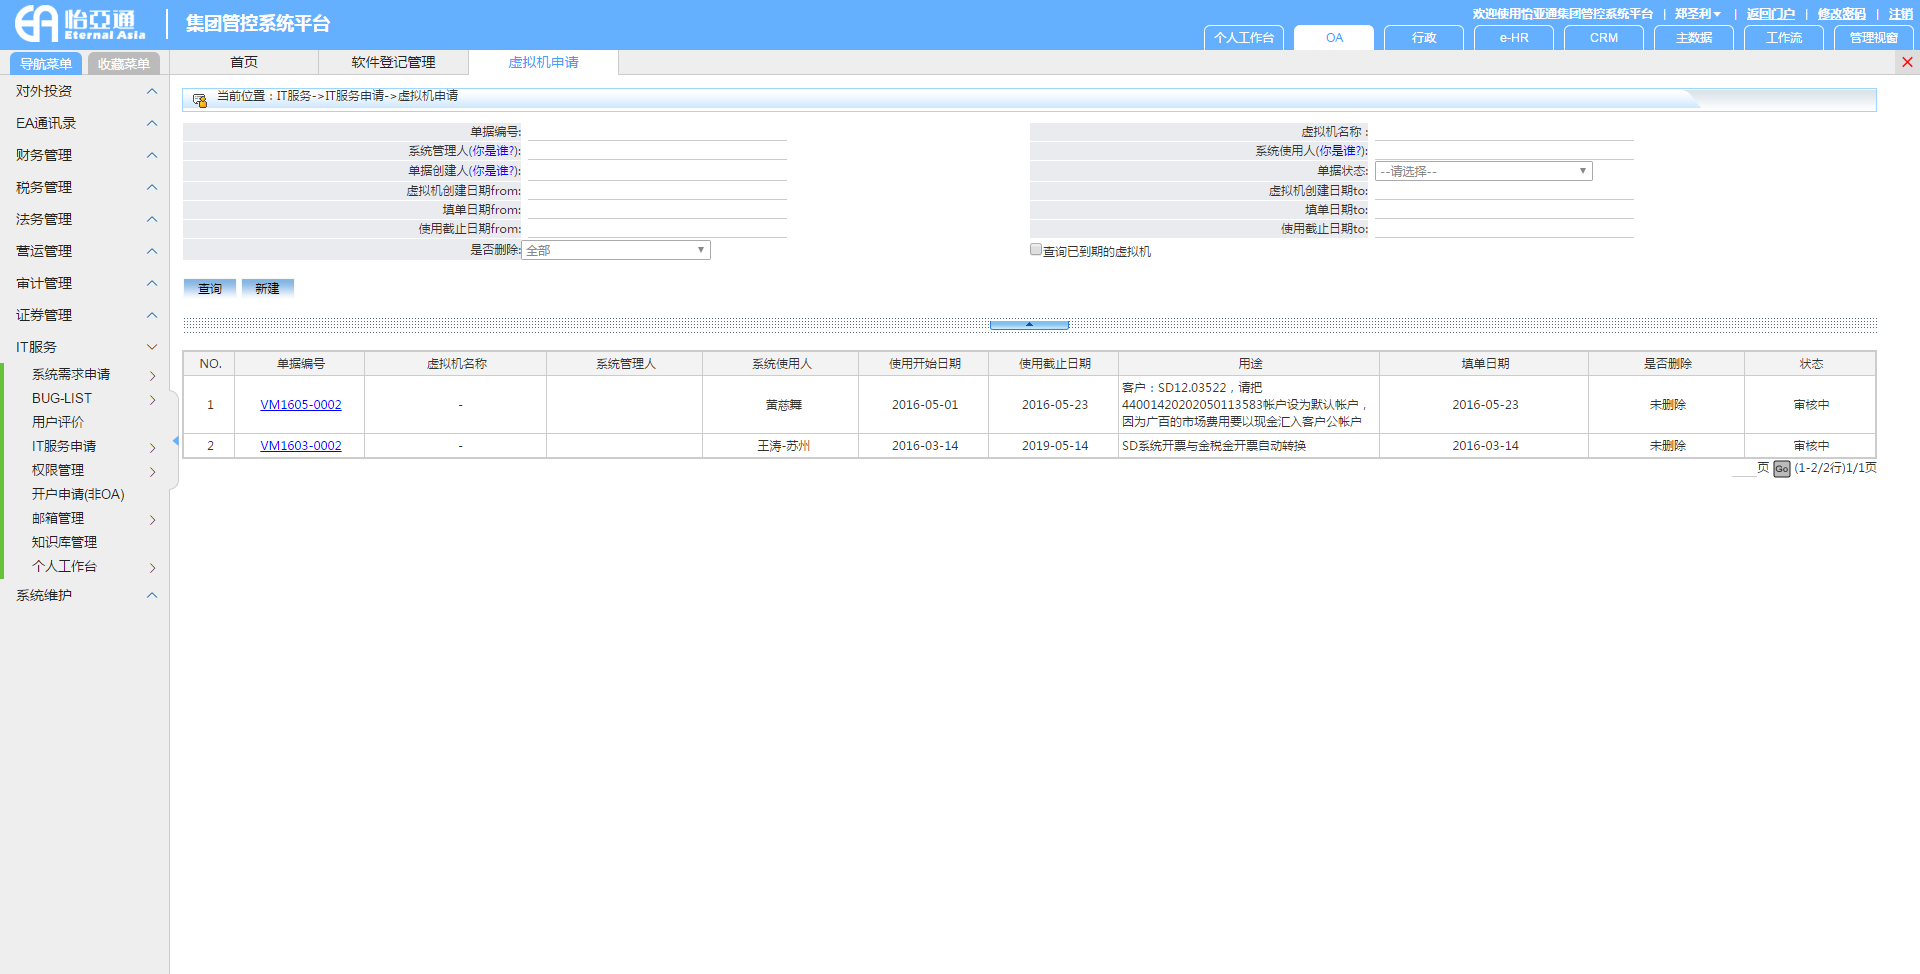 怡亞通
Eternal Asia
集团管控系统平台
欢迎使用怡亚通集团管控系统平台 | 郑圣利 | 返回门户 | 修改密码 | 注销
个人工作台 OA 行政 e-HR CRM 主数据 工作流 管理视窗
导航菜单 收藏菜单 首页 软件登记管理 虚拟机申请
对外投资
EA通讯录
财务管理
税务管理
法务管理
营运管理
审计管理
证券管理
IT服务
系统需求申请
BUG-LIST
用户评价
IT服务申请
权限管理
开户申请(非OA)
邮箱管理
知识库管理
个人工作台
系统维护
当前位置：IT服务->IT服务申请->虚拟机申请
单据编号: 虚拟机名称 :
系统管理人(你是谁?): 系统使用人(你是谁?):
单据创建人(你是谁?): 单据状态: --请选择--
虚拟机创建日期from: 虚拟机创建日期to:
填单日期from: 填单日期to:
使用截止日期from: 使用截止日期to:
是否删除: 全部 查询已到期的虚拟机
查询 新建
NO. 单据编号 虚拟机名称 系统管理人 系统使用人 使用开始日期 使用截止日期 用途 填单日期 是否删除 状态
1 VM1605-0002 - 黄慈舞 2016-05-01 2016-05-23 客户：SD12.03522，请把
44001420202050113583帐户设为默认帐户，
因为广百的市场费用要以现金汇入客户公帐户 2016-05-23 未删除 审核中
2 VM1603-0002 - 王涛-苏州 2016-03-14 2019-05-14 SD系统开票与金税金开票自动转换 2016-03-14 未删除 审核中
页 Go (1-2/2行)1/1页